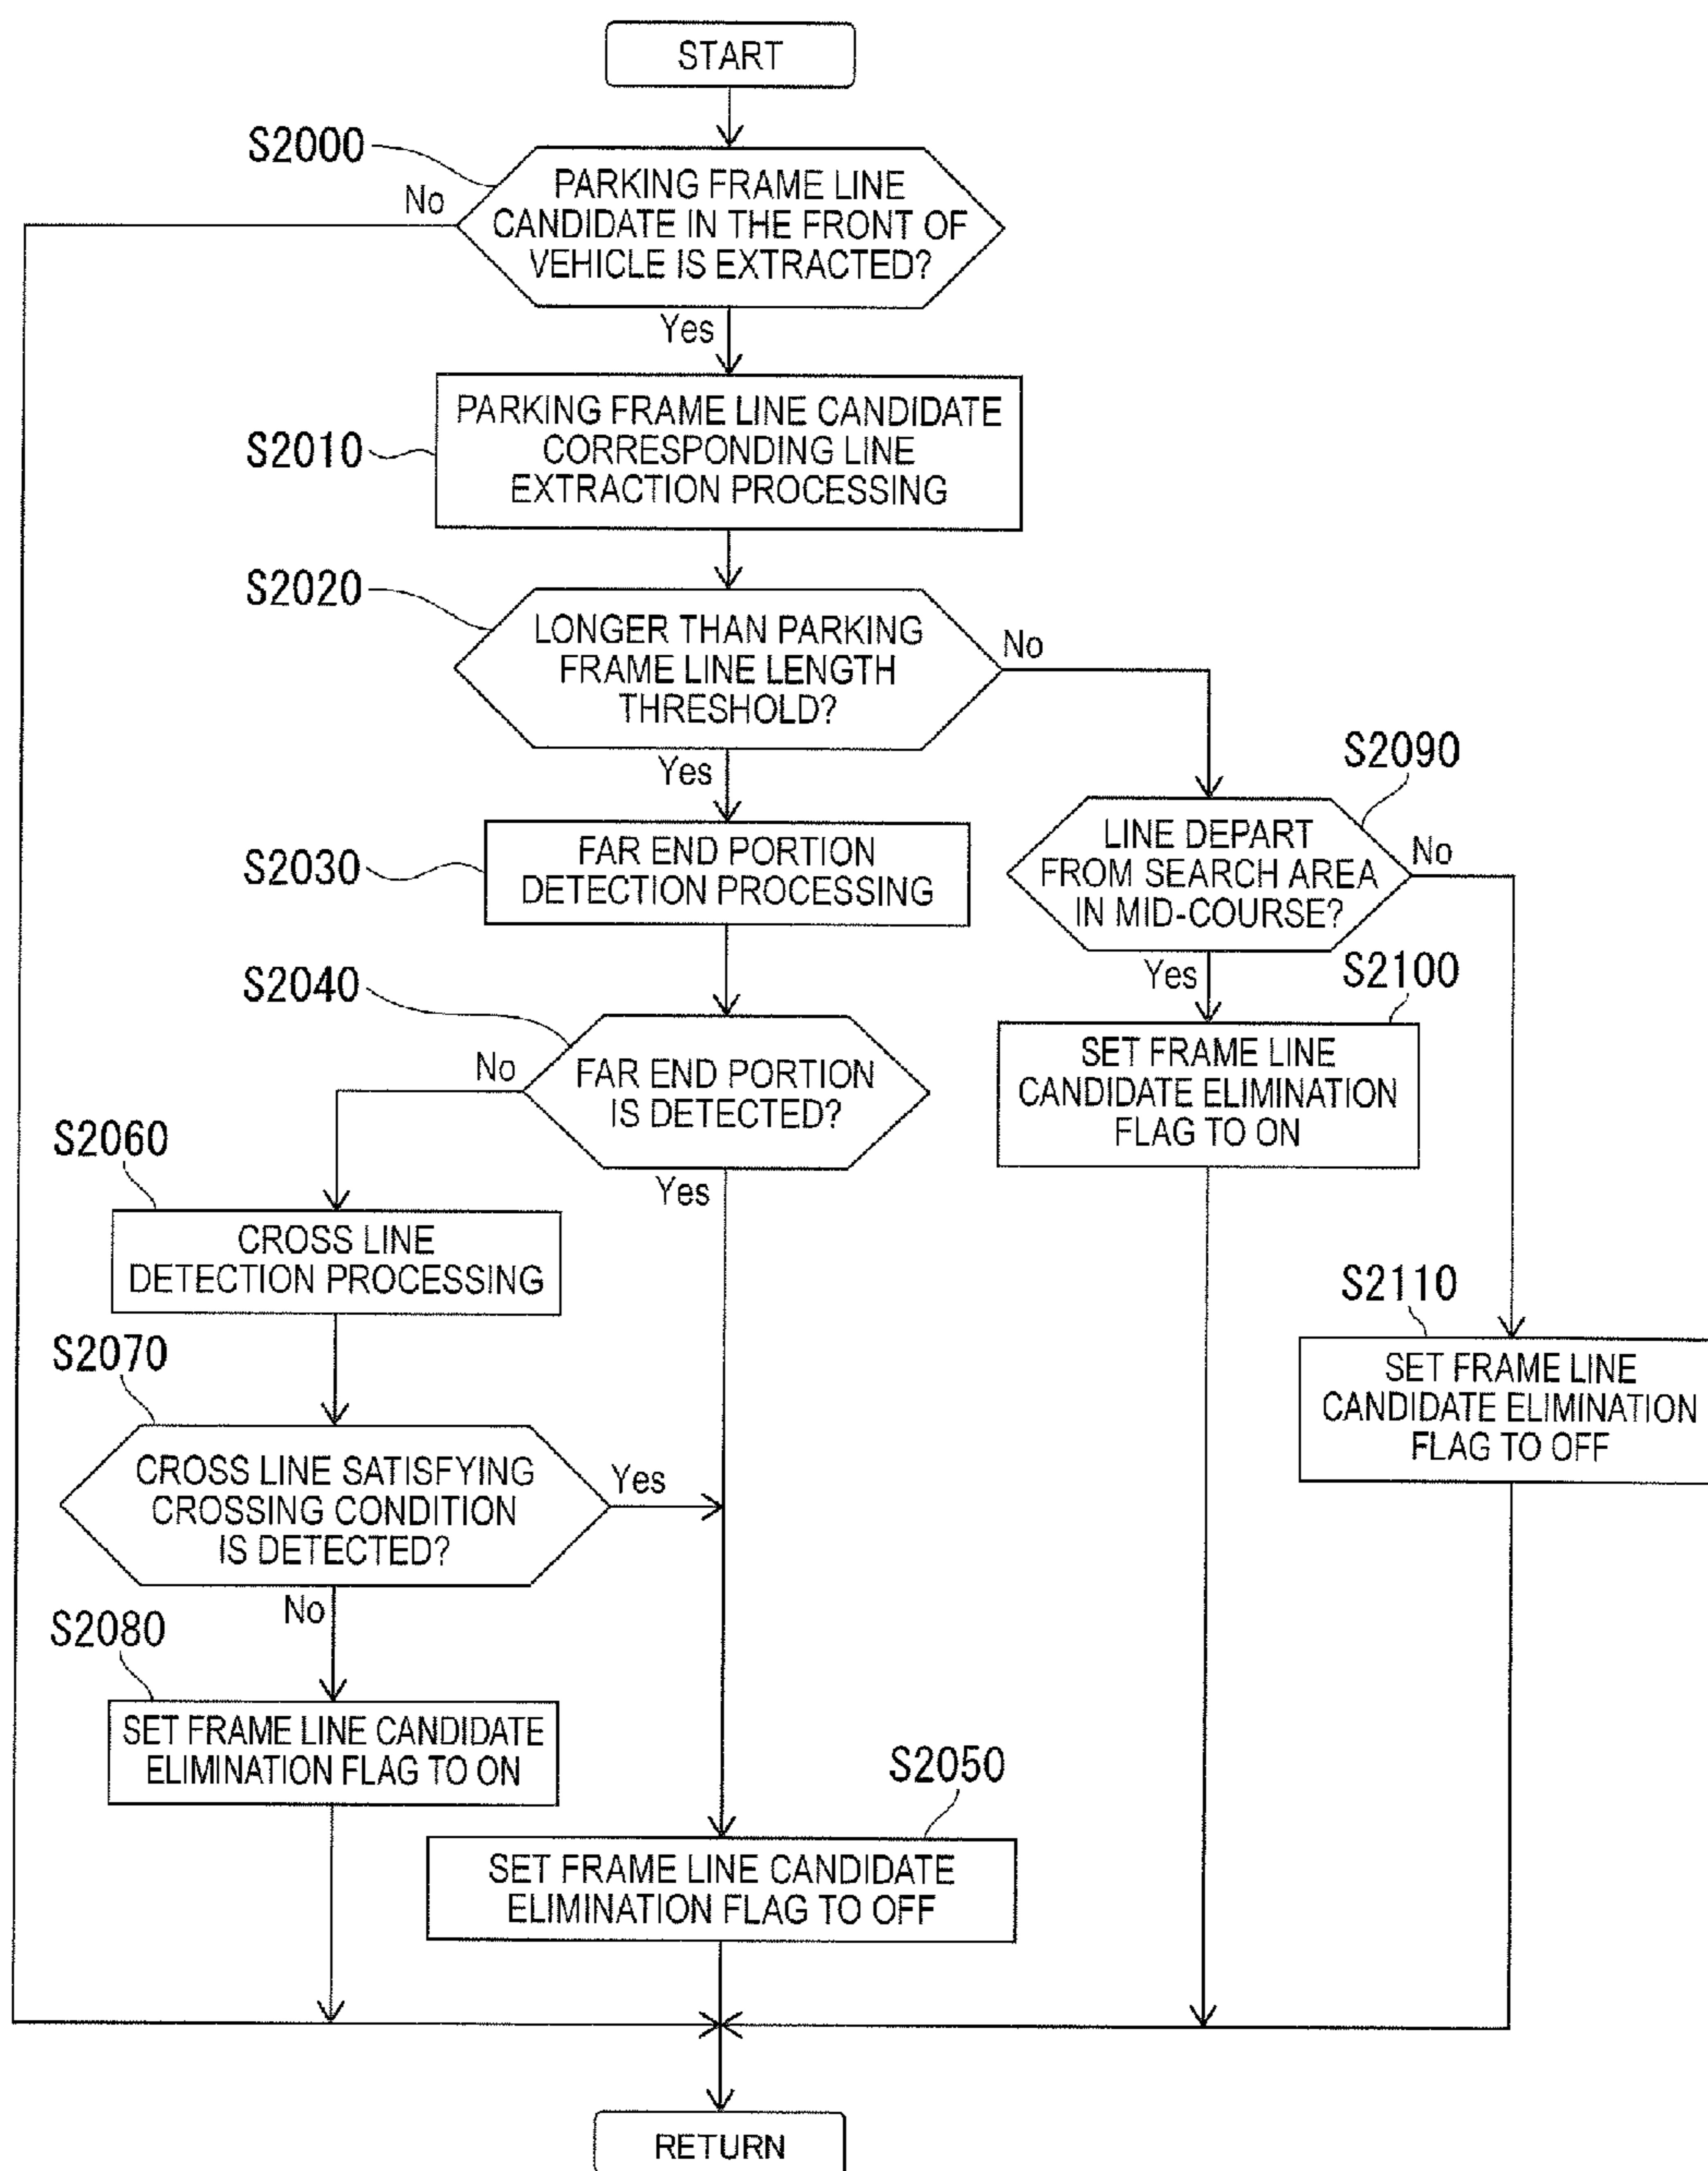 START
S2000
No
PARKING FRAME LINE
CANDIDATE IN THE FRONT OF
VEHICLE IS EXTRACTED?
Yes
S2010
PARKING FRAME LINE CANDIDATE
CORRESPONDING LINE
EXTRACTION PROCESSING
S2020
LONGER THAN PARKING
FRAME LINE LENGTH
THRESHOLD?
No
Yes
S2090
LINE DEPART
FROM SEARCH AREA
IN MID-COURSE?
No
Yes
S2030
FAR END PORTION
DETECTION PROCESSING
S2040
No
FAR END PORTION
IS DETECTED?
Yes
S2100
SET FRAME LINE
CANDIDATE ELIMINATION
FLAG TO ON
S2060
CROSS LINE
DETECTION PROCESSING
S2110
SET FRAME LINE
CANDIDATE ELIMINATION
FLAG TO OFF
S2070
CROSS LINE SATISFYING
CROSSING CONDITION
IS DETECTED?
Yes
No
S2080
SET FRAME LINE CANDIDATE
ELIMINATION FLAG TO ON
S2050
SET FRAME LINE CANDIDATE
ELIMINATION FLAG TO OFF
RETURN